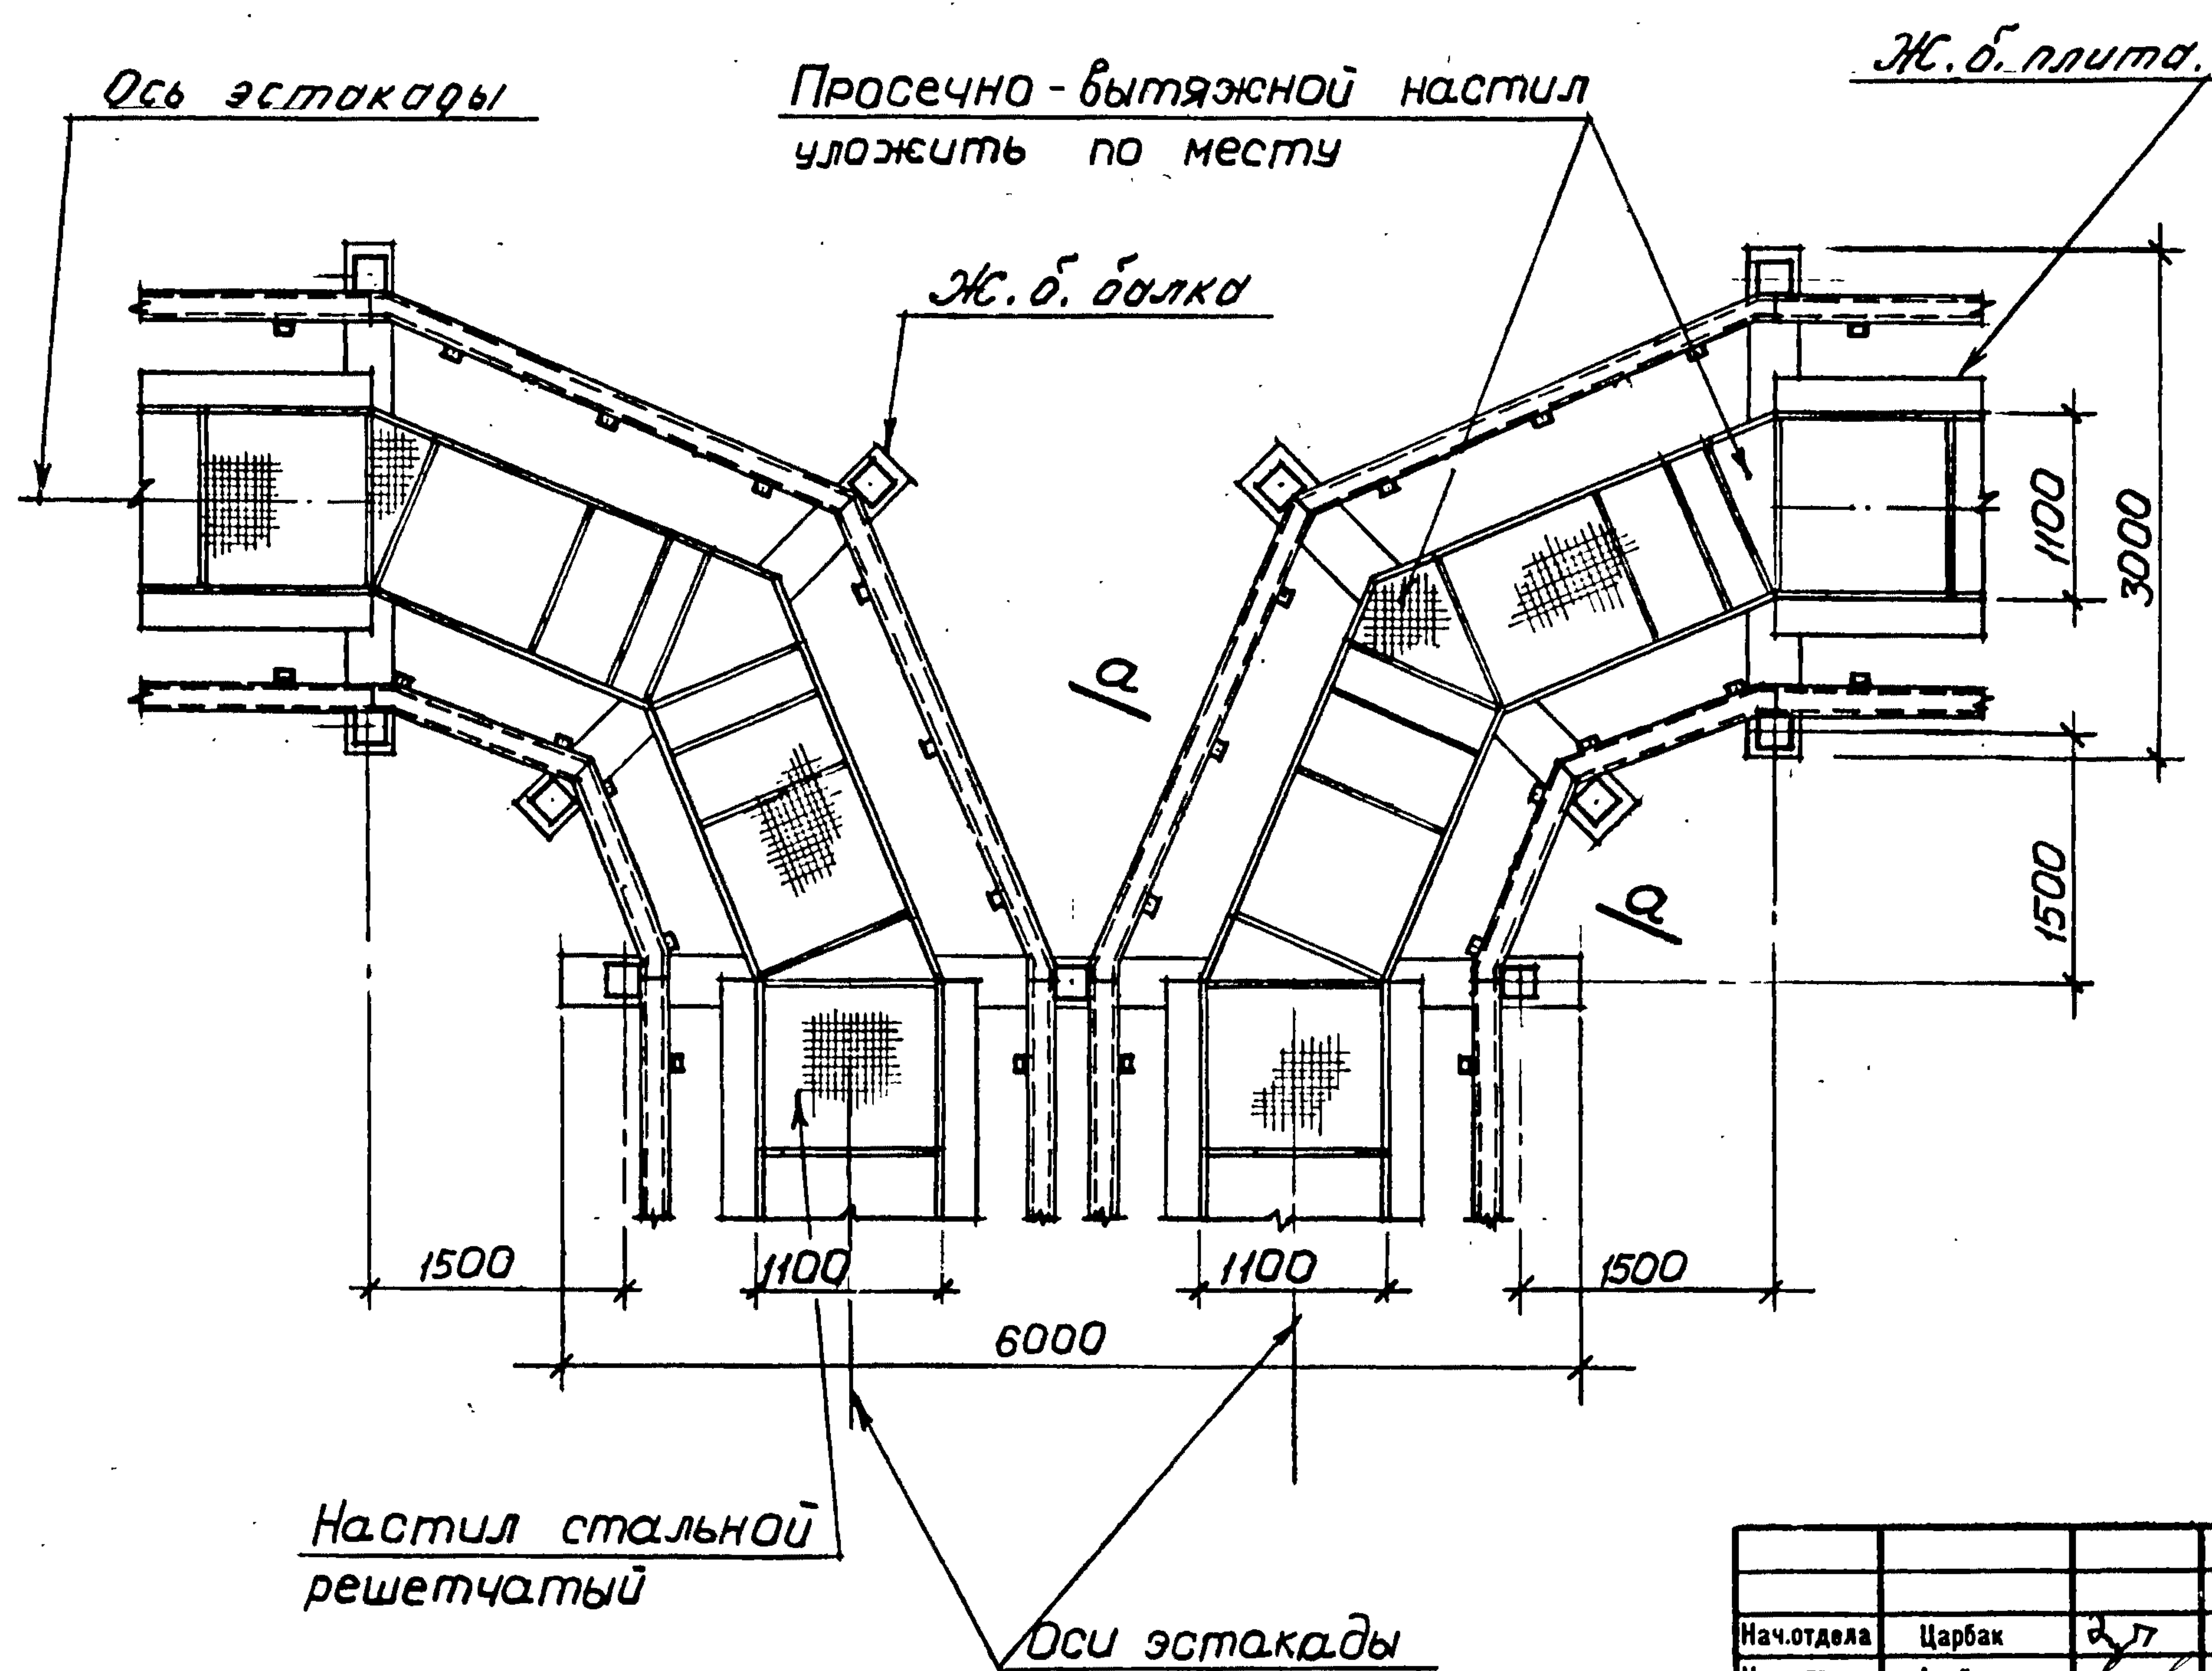 Ось эстакады
Просечно-вытяжной настил
уложить по месту
Ж.б. плита.
Ж.б. балка
1100
3000
а
а
1500
1500
1100
1100
1500
6000
Настил стальной
решетчатый
Оси эстакады
Нач.отдела Царбак